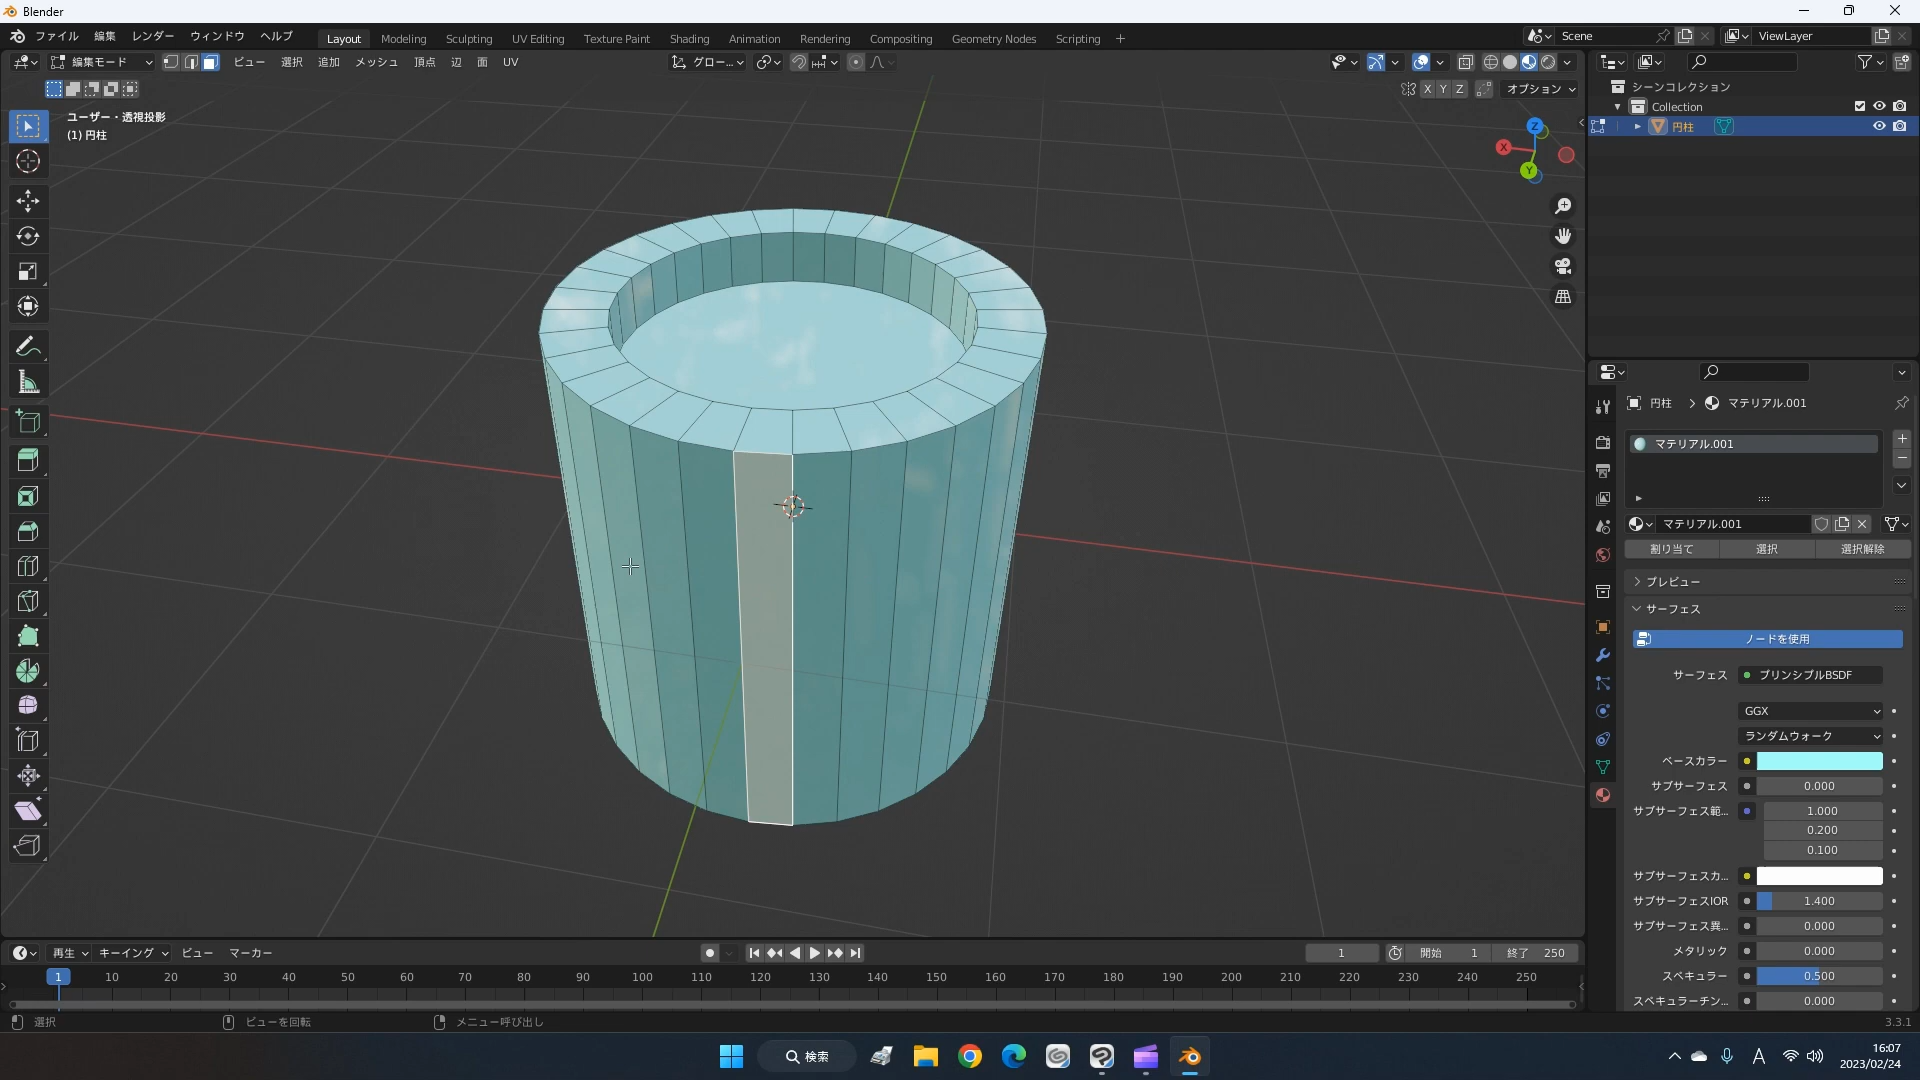 Blender
ファイル 編集 レンダー ウィンドウ ヘルプ Layout Modeling Sculpting UV Editing Texture Paint Shading Animation Rendering Compositing Geometry Nodes Scripting + Scene ViewLayer
編集モード ビュー 選択 追加 メッシュ 頂点 辺 面 UV グロー...
X Y Z オプション
ユーザー・透視投影
(1) 円柱
Z
X
Y
シーンコレクション
Collection
円柱
円柱 > マテリアル.001
マテリアル.001
マテリアル.001
割り当て 選択 選択解除
プレビュー
サーフェス
ノードを使用
サーフェス プリンシプルBSDF
GGX
ランダムウォーク
ベースカラー
サブサーフェス 0.000
サブサーフェス範... 1.000
0.200
0.100
サブサーフェスカ...
サブサーフェスIOR 1.400
サブサーフェス異... 0.000
メタリック 0.000
スペキュラー 0.500
スペキュラーチン... 0.000
再生 キーイング ビュー マーカー 1 開始 1 終了 250
1 10 20 30 40 50 60 70 80 90 100 110 120 130 140 150 160 170 180 190 200 210 220 230 240 250
選択 ビューを回転 メニュー呼び出し 3.3.1
検索 A 16:07
2023/02/24